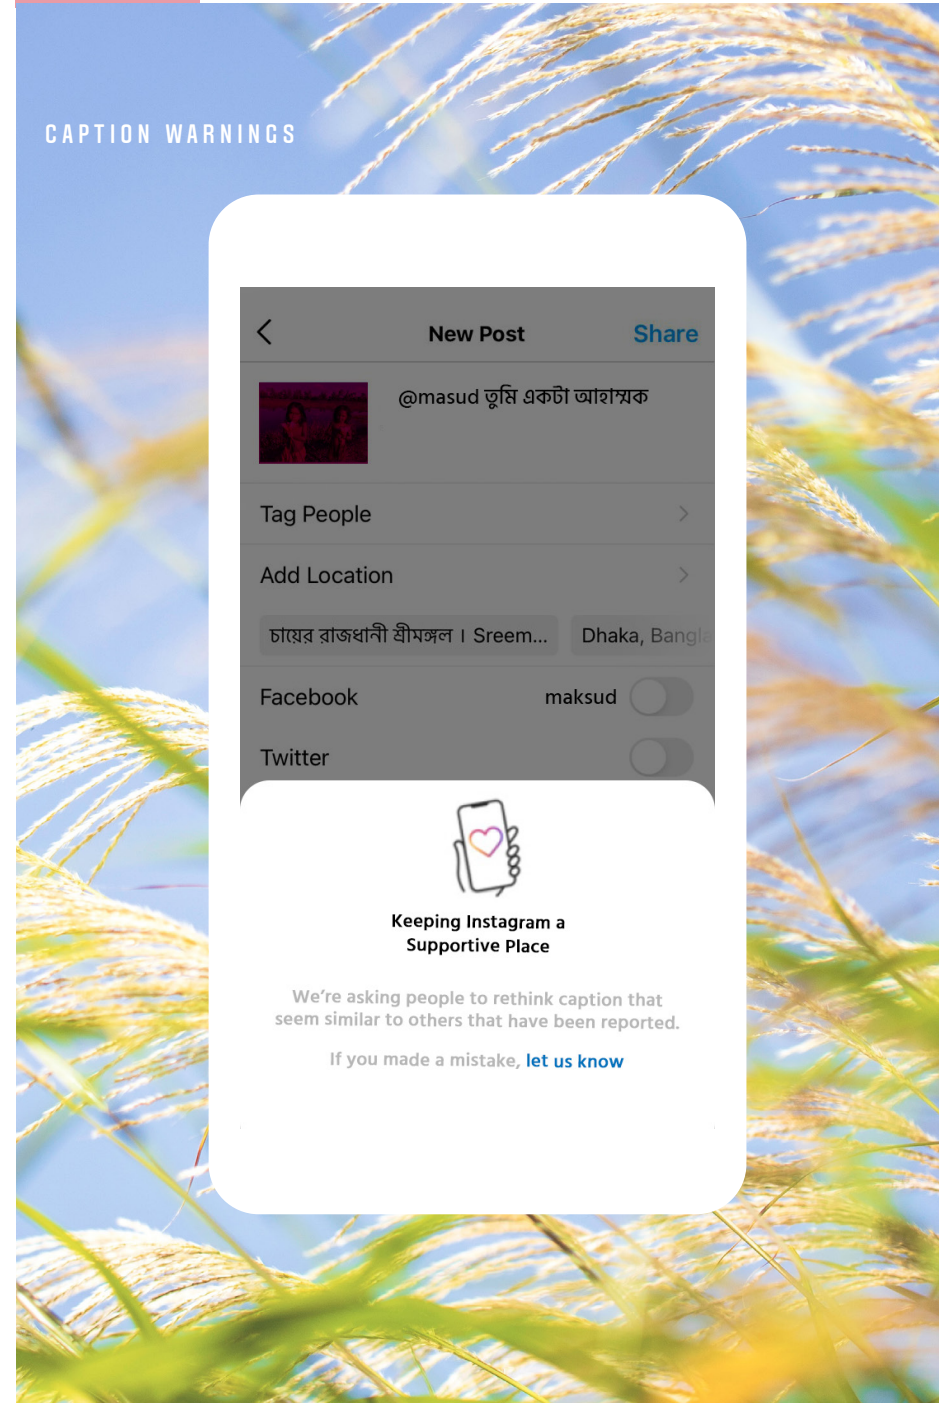 CAPTION WARNINGS
New Post
Share
@masud তুমি একটা আহাম্মক
Tag People
Add Location
চায়ের রাজধানী শ্রীমঙ্গল । Sreem...
Dhaka, Bangla
Facebook
maksud
Twitter
Keeping Instagram a
Supportive Place
We’re asking people to rethink caption that
seem similar to others that have been reported.
If you made a mistake, let us know